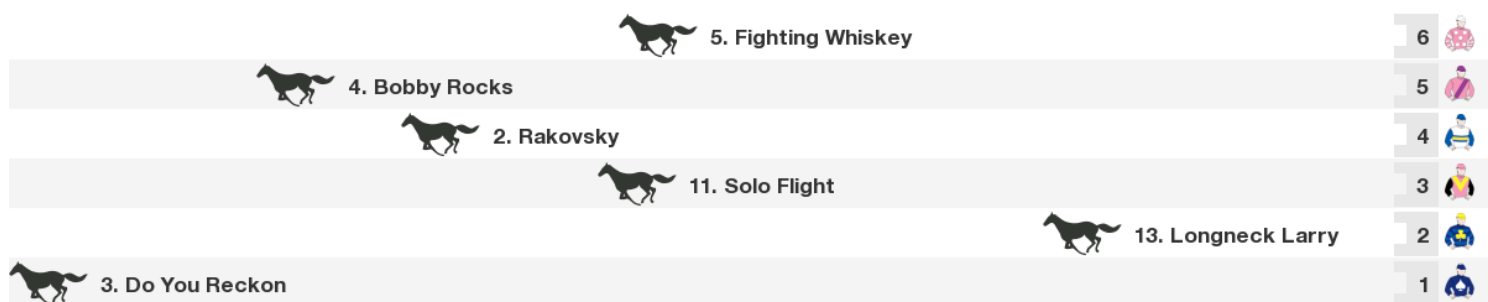 5. Fighting Whiskey 6
4. Bobby Rocks 5
2. Rakovsky 4
11. Solo Flight 3
13. Longneck Larry 2
3. Do You Reckon 1